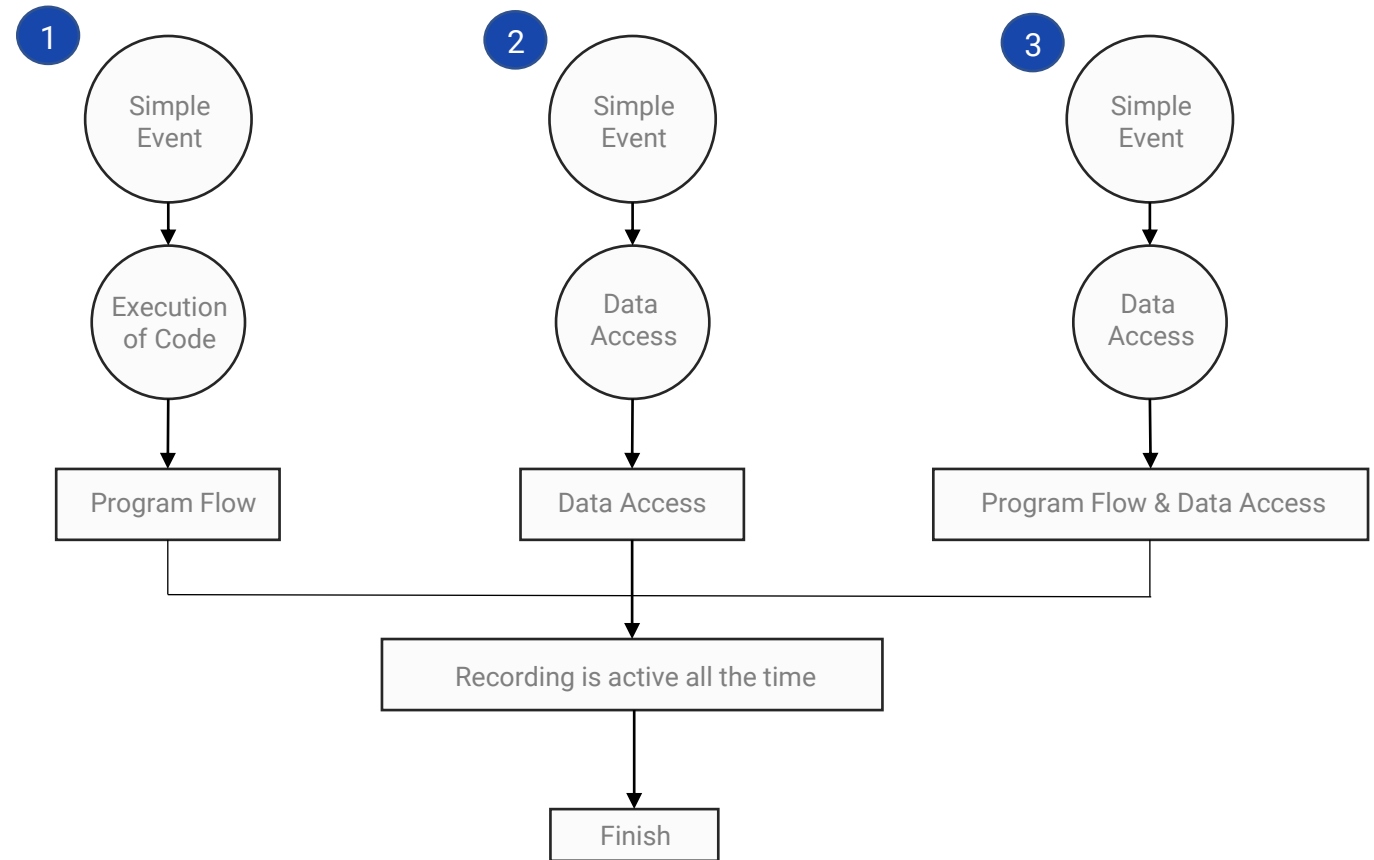 1
2
3
Simple
Event
Simple
Event
Simple
Event
Execution
of Code
Data
Access
Data
Access
Program Flow
Data Access
Program Flow & Data Access
Recording is active all the time
Finish